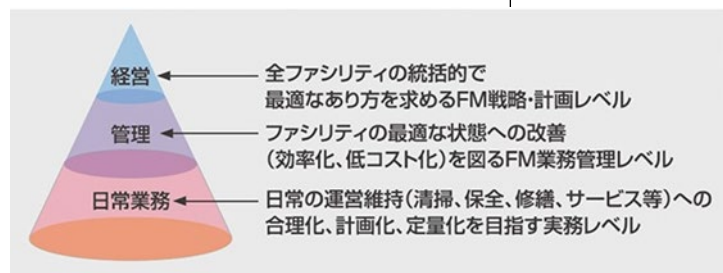 経営
全ファシリティの統括的で
最適なあり方を求めるFM戦略・計画レベル
管理
ファシリティの最適な状態への改善
（効率化、低コスト化）を図るFM業務管理レベル
日常業務
日常の運営維持（清掃、保全、修繕、サービス等）への
合理化、計画化、定量化を目指す実務レベル